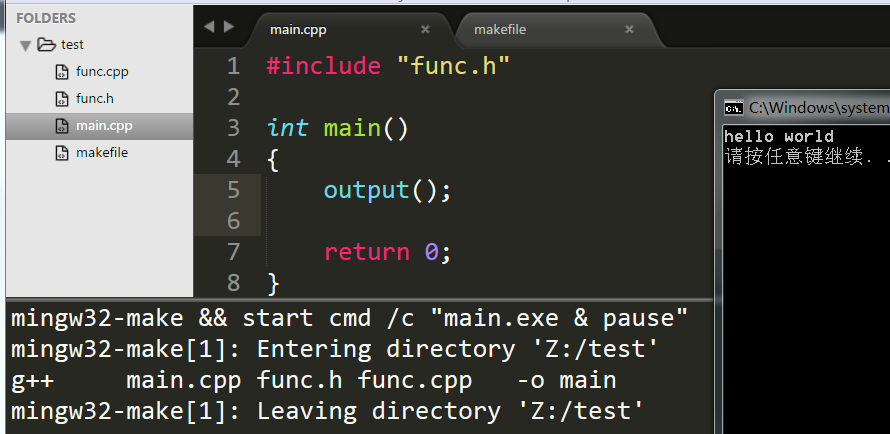 FOLDERS
test
func.cpp
func.h
main.cpp
makefile
main.cpp × makefile ×
1 #include "func.h"
2
3 int main()
4 {
5 output();
6
7 return 0;
8 }
C:\Windows\system
hello world
请按任意键继续. .
mingw32-make && start cmd /c "main.exe & pause"
mingw32-make[1]: Entering directory 'Z:/test'
g++ main.cpp func.h func.cpp -o main
mingw32-make[1]: Leaving directory 'Z:/test'